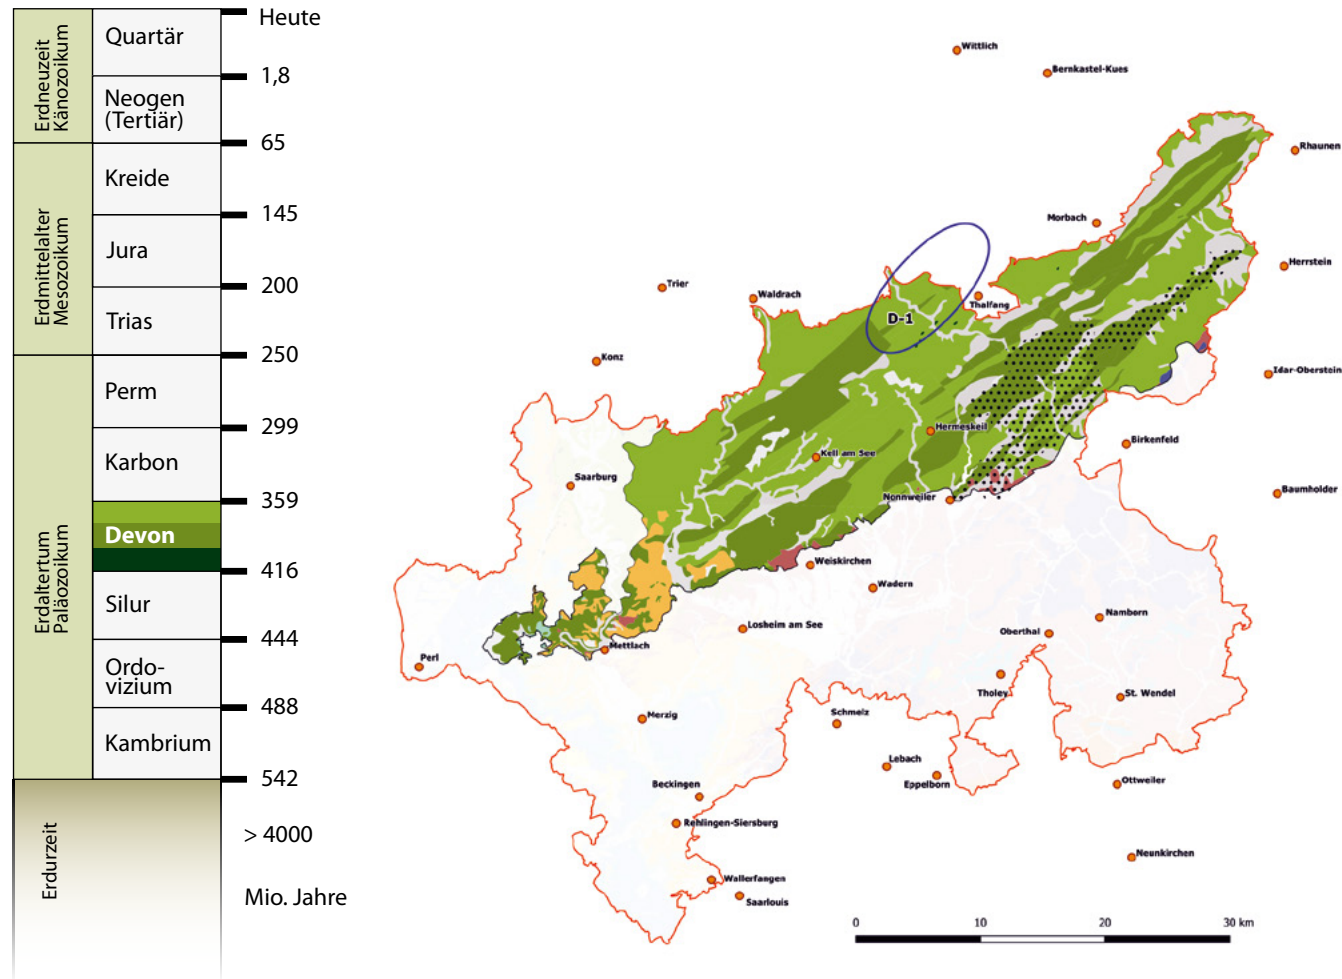 Heute
Erdneuzeit
Känozoikum
Quartär
1,8
Neogen
(Tertiär)
65
Erdmittelalter
Mesozoikum
Kreide
145
Jura
200
Trias
250
Erdaltertum
Paläozoikum
Perm
299
Karbon
359
Devon
416
Silur
444
Ordo-
vizium
488
Kambrium
542
Erdurzeit
> 4000
Mio. Jahre
Wittlich
Bernkastel-Kues
Rhaunen
Morbach
Herrstein
Trier
Waldrach
Thalfang
D-1
Konz
Idar-Oberstein
Hermeskeil
Birkenfeld
Kell am See
Saarburg
Nonnweiler
Baumholder
Weiskirchen
Wadern
Namborn
Losheim am See
Oberthal
Mettlach
Perl
Tholey
St. Wendel
Merzig
Schmelz
Lebach
Eppelborn
Ottweiler
Beckingen
Rehlingen-Siersburg
Neunkirchen
Wallerfangen
Saarlouis
0 10 20 30 km